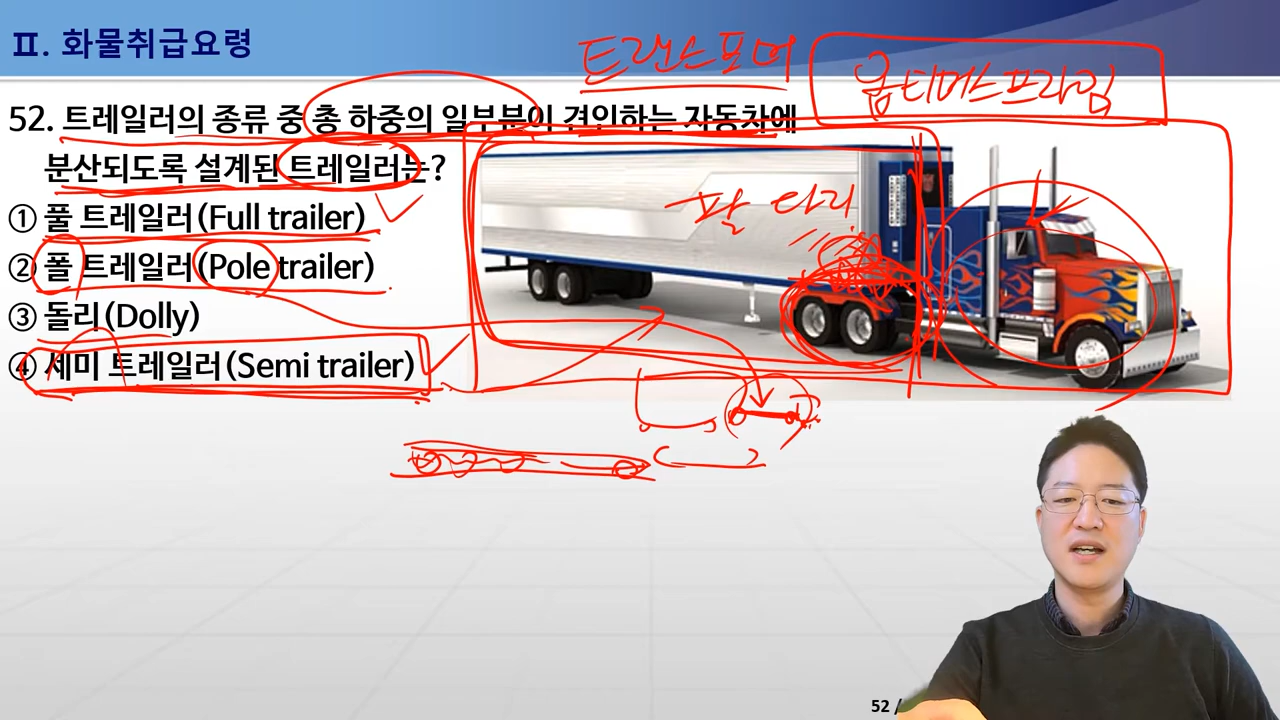 Ⅱ. 화물취급요령
트랜스포머
옵티머스프라임
52. 트레일러의 종류 중 총 하중의 일부분이 견인하는 자동차에
분산되도록 설계된 트레일러는?
① 풀 트레일러(Full trailer)
② 폴 트레일러(Pole trailer)
③ 돌리(Dolly)
④ 세미 트레일러(Semi trailer)
팔 다리
52 /